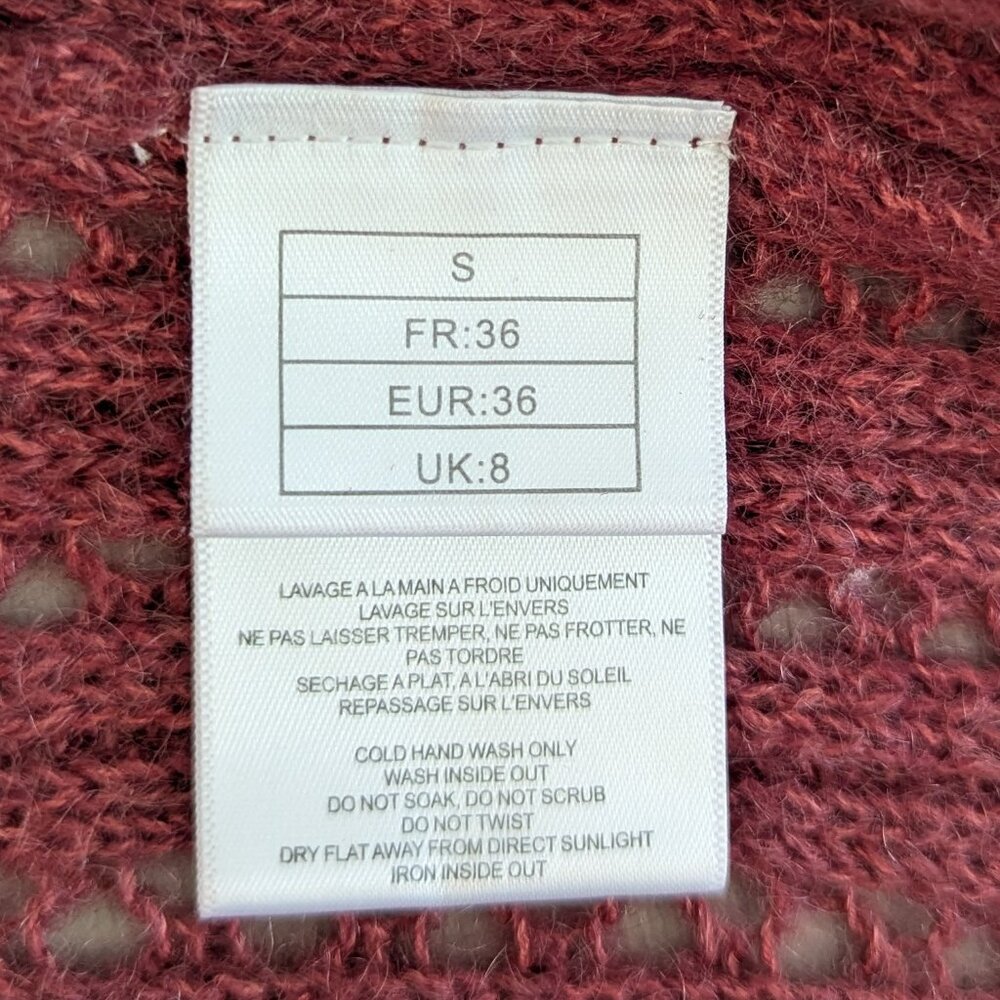 S
FR:36
EUR:36
UK:8
LAVAGE A LA MAIN A FROID UNIQUEMENT
LAVAGE SUR L'ENVERS
NE PAS LAISSER TREMPER, NE PAS FROTTER, NE
PAS TORDRE
SECHAGE A PLAT, A L'ABRI DU SOLEIL
REPASSAGE SUR L'ENVERS
COLD HAND WASH ONLY
WASH INSIDE OUT
DO NOT SOAK, DO NOT SCRUB
DO NOT TWIST
DRY FLAT AWAY FROM DIRECT SUNLIGHT
IRON INSIDE OUT